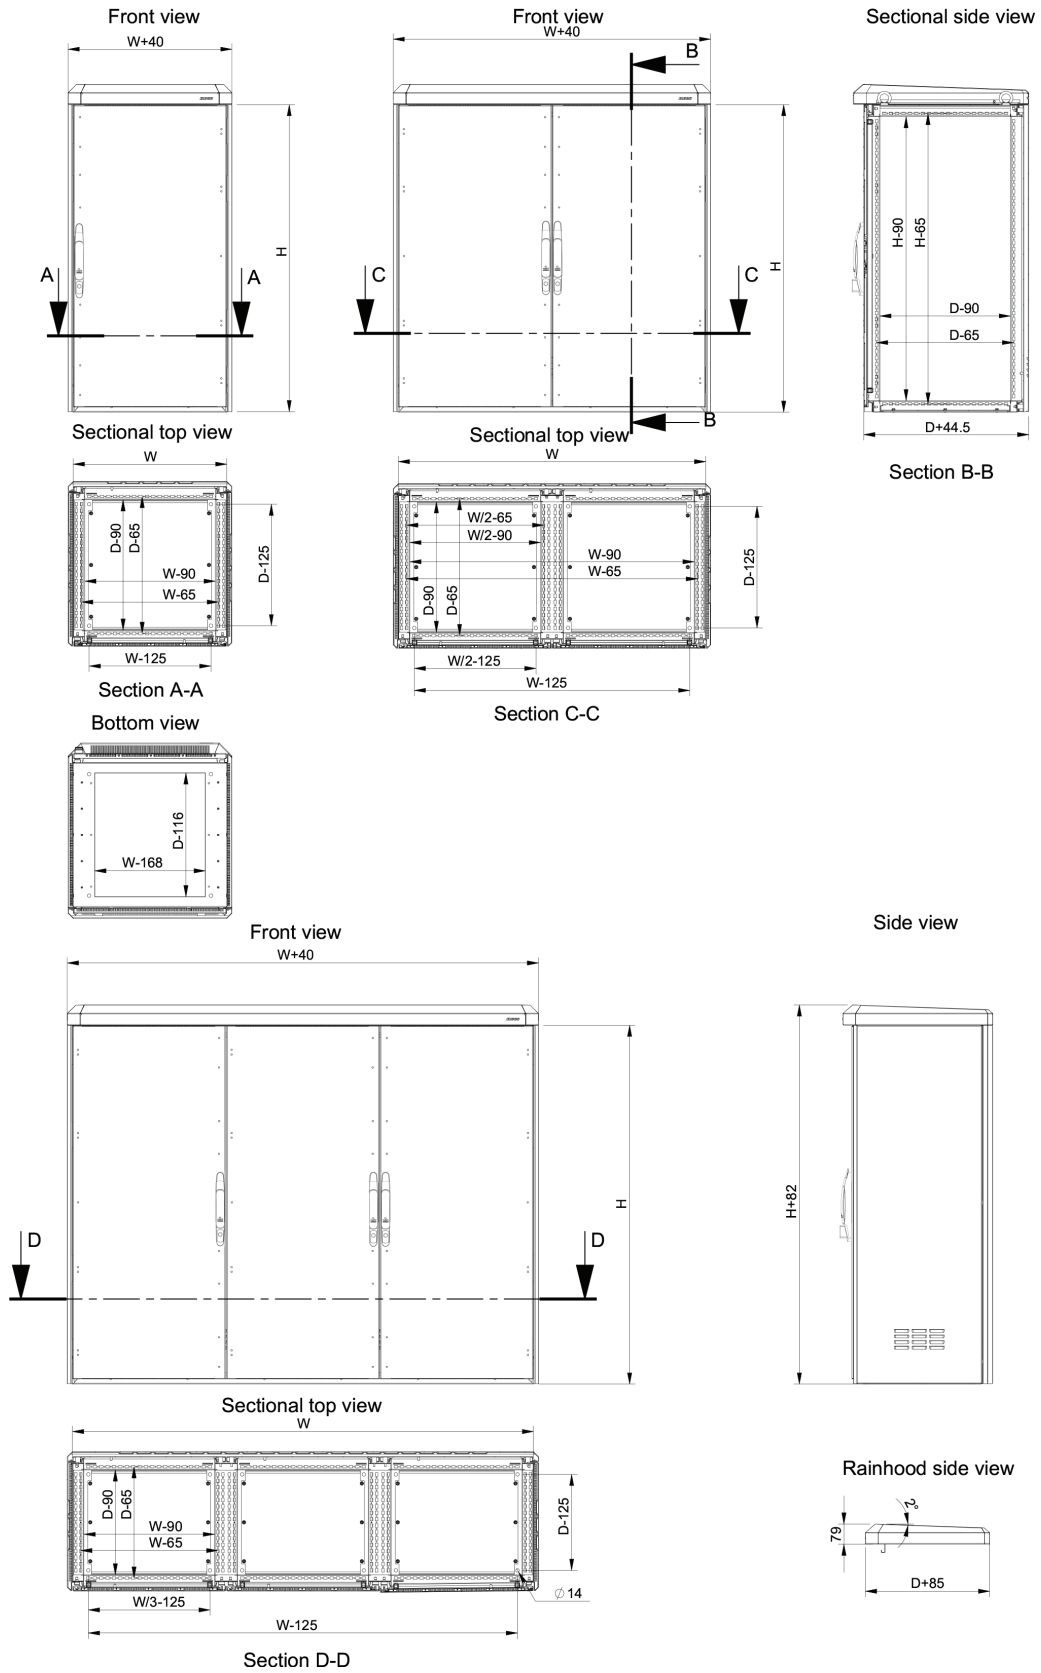 Front view
W+40
H
A
A
Front view
W+40
B
B
H
C
C
Sectional side view
H-90
H-65
D-90
D-65
D+44.5
Section B-B
Sectional top view
W
D-90
D-65
W-90
W-65
D-125
W-125
Section A-A
Sectional top view
W
W/2-65
W/2-90
W-90
W-65
D-90
D-65
D-125
W/2-125
W-125
Section C-C
Bottom view
D-116
W-168
Front view
W+40
H
D
D
Side view
H+82
Sectional top view
W
D-90
D-65
W-90
W-65
D-125
Ø 14
W/3-125
W-125
Section D-D
Rainhood side view
2°
79
D+85